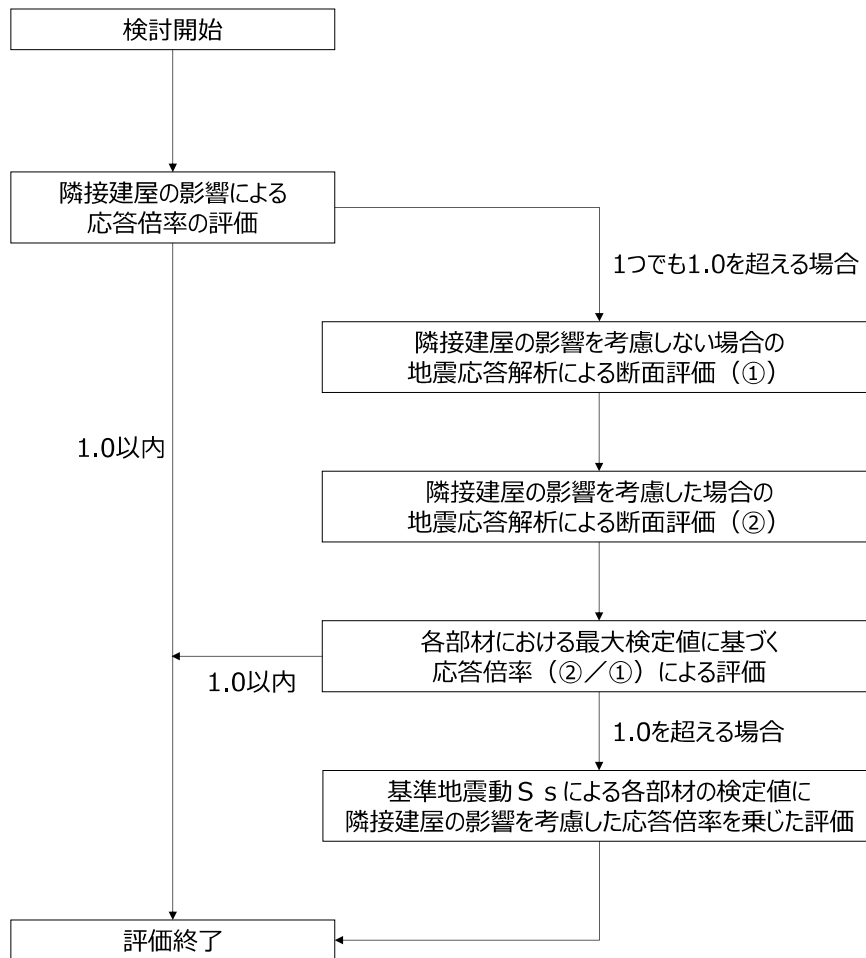 検討開始
隣接建屋の影響による
応答倍率の評価
1つでも1.0を超える場合
隣接建屋の影響を考慮しない場合の
地震応答解析による断面評価（①）
1.0以内
隣接建屋の影響を考慮した場合の
地震応答解析による断面評価（②）
各部材における最大検定値に基づく
応答倍率（②／①）による評価
1.0以内
1.0を超える場合
基準地震動Ｓｓによる各部材の検定値に
隣接建屋の影響を考慮した応答倍率を乗じた評価
評価終了